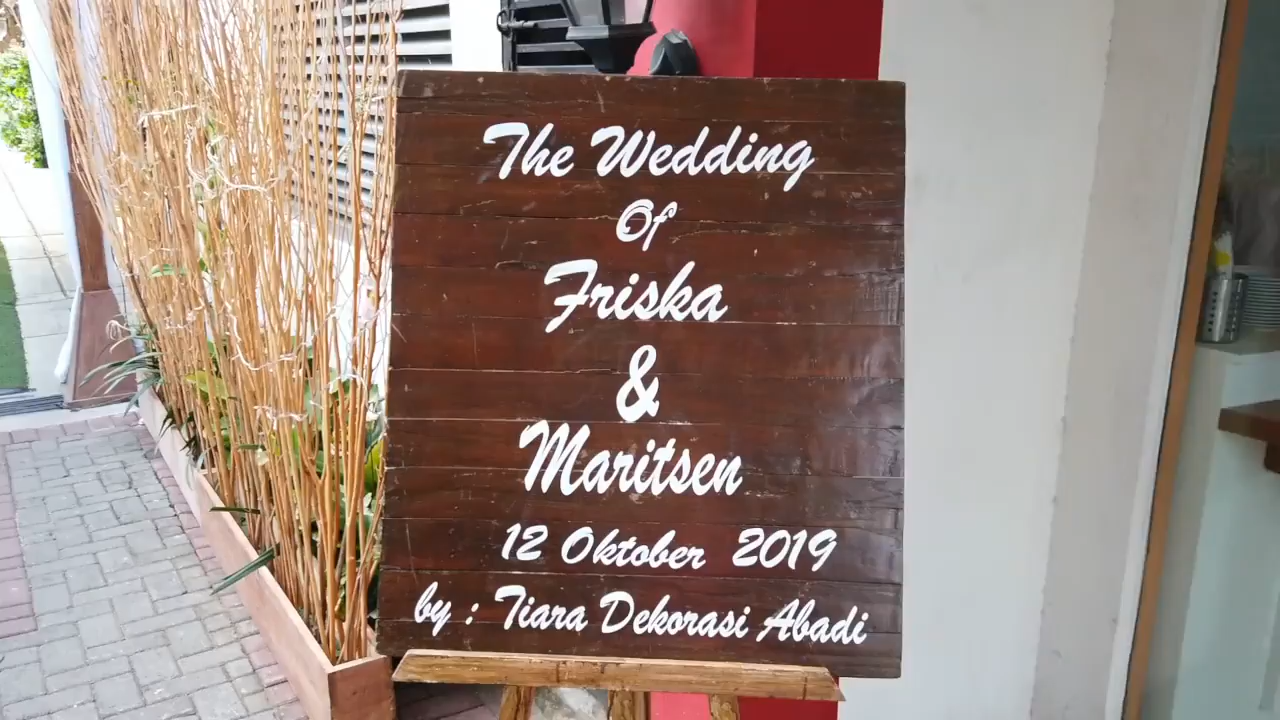 The Wedding
Of
Friska
&
Maritsen
12 Oktober 2019
by : Tiara Dekorasi Abadi